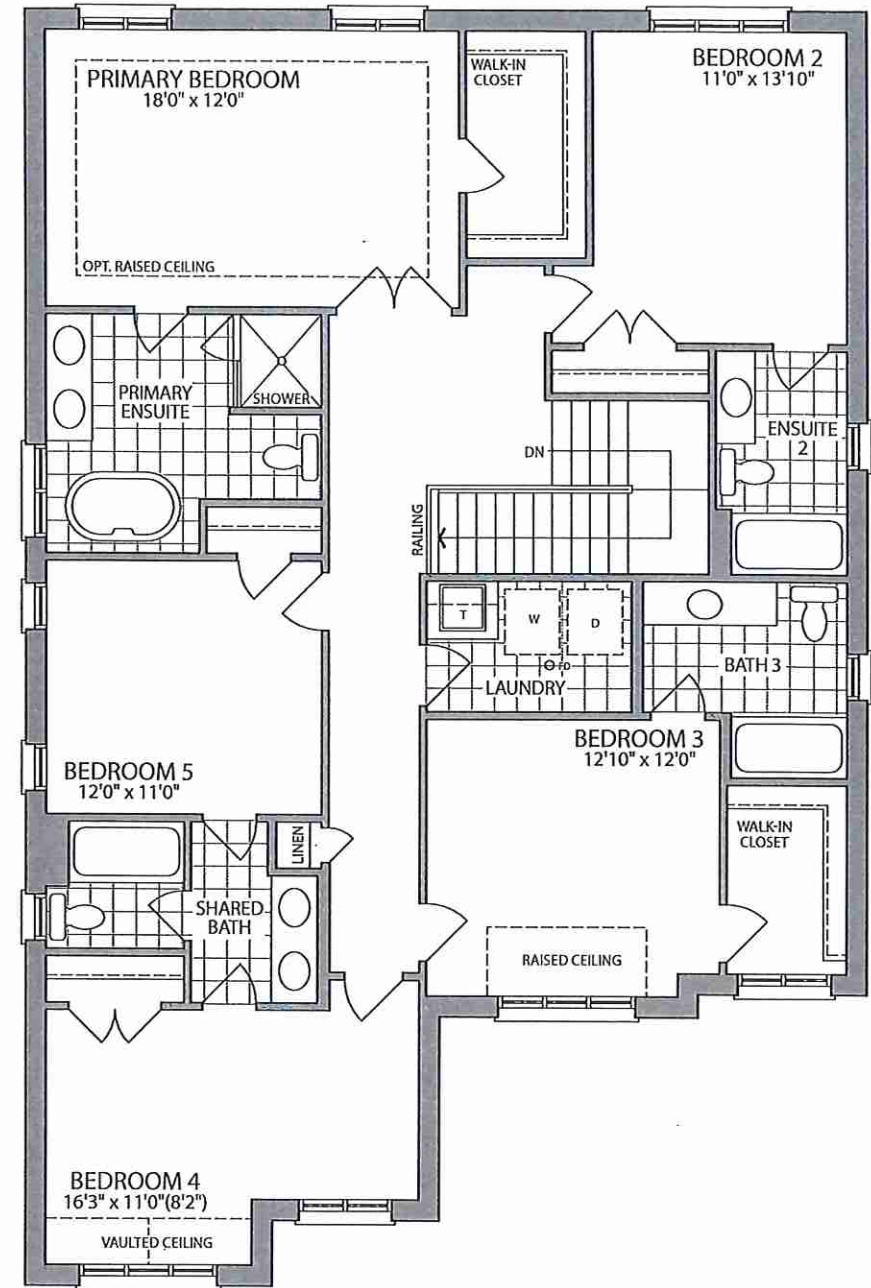 PRIMARY BEDROOM
18'0" x 12'0"
OPT. RAISED CEILING
WALK-IN
CLOSET
BEDROOM 2
11'0" x 13'10"
PRIMARY
ENSUITE
SHOWER
DN
RAILING
ENSUITE
2
T
W
D
LAUNDRY
BATH 3
BEDROOM 5
12'0" x 11'0"
BEDROOM 3
12'10" x 12'0"
LINEN
SHARED
BATH
WALK-IN
CLOSET
RAISED CEILING
BEDROOM 4
16'3" x 11'0"(8'2")
VAULTED CEILING